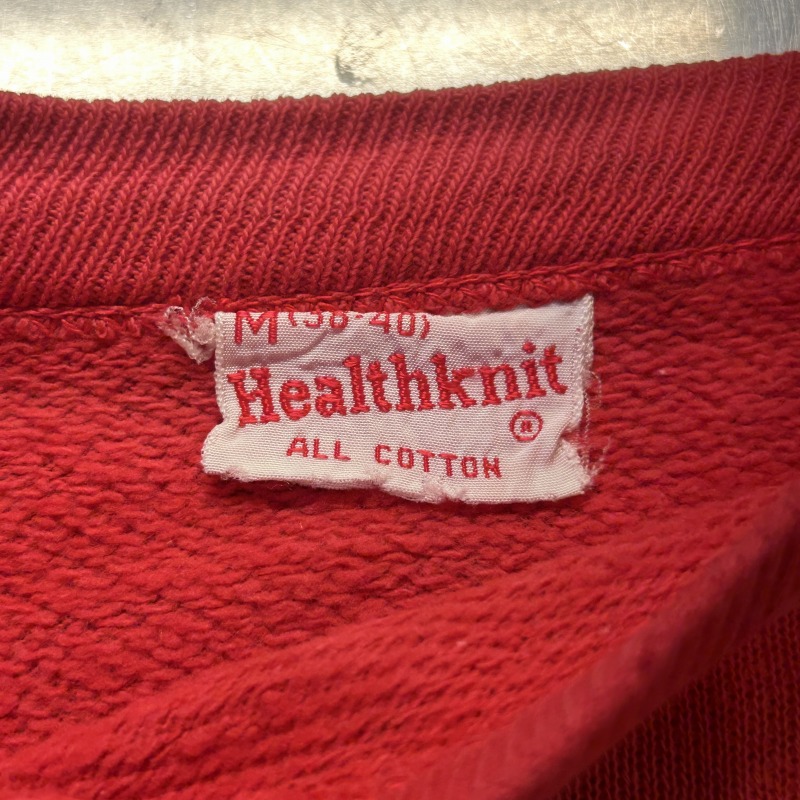 M (38-40)
Healthknit
®
ALL COTTON